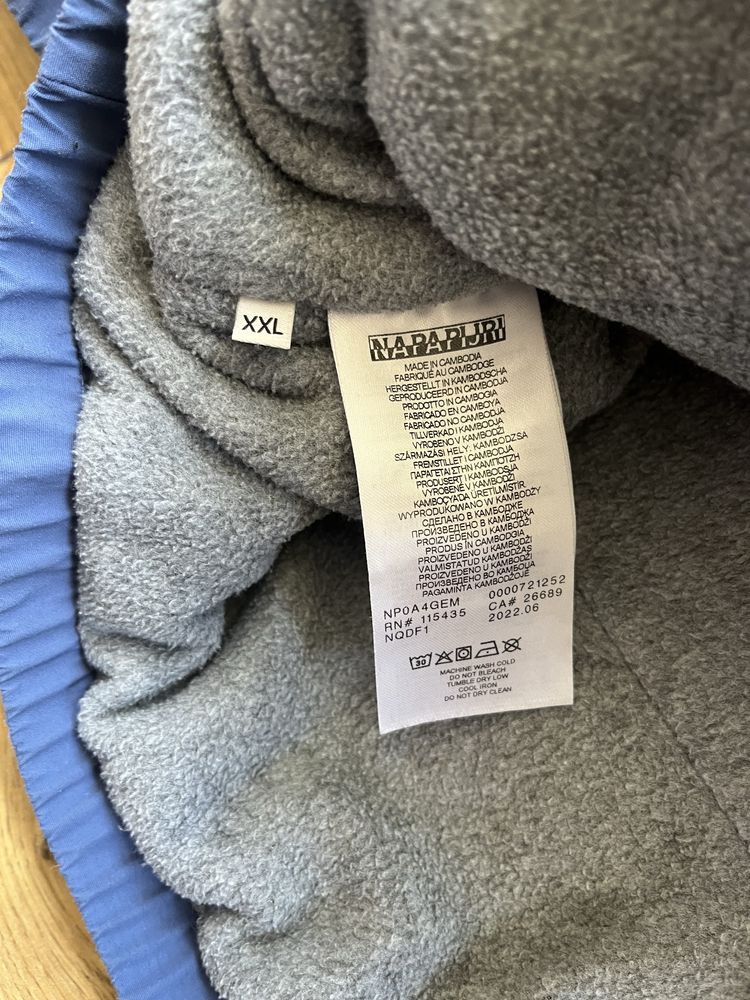 XXL
NAPAPIJRI
MADE IN CAMBODIA
FABRIQUÉ AU CAMBODGE
HERGESTELLT IN KAMBODSCHA
GEPRODUCEERD IN CAMBODJA
PRODOTTO IN CAMBOGIA
FABRICADO EN CAMBOYA
FABRICADO NO CAMBOJA
TILLVERKAD I KAMBODJA
VYROBENO V KAMBODŽI
SZÁRMAZÁSI HELY: KAMBODZSA
FREMSTILLET I CAMBODJA
ΠΑΡΑΓΕΤΑΙ ΣΤΗΝ ΚΑΜΠΟΤΖΗ
PRODUSERT I KAMBODSJA
VYROBENÉ V KAMBODŽI
KAMBOÇYADA ÜRETİLMİŞTİR
WYPRODUKOWANO W KAMBODŻY
СДЕЛАНО В КАМБОДЖЕ
ПРОИЗВЕДЕНО В КАМБОДЖА
PROIZVEDENO U KAMBODŽI
PRODUS ÎN CAMBODGIA
PROIZVEDENO U KAMBODŽI
VALMISTATUD KAMBODŽAS
PROIZVEDENO U KAMBODŽI
ПРОИЗВЕДЕНО ВО КАМБОЏА
PAGAMINTA KAMBODŽOJE
NP0A4GEM 0000721252
RN# 115435 CA# 26689
NQDF1 2022.06
30
MACHINE WASH COLD
DO NOT BLEACH
TUMBLE DRY LOW
COOL IRON
DO NOT DRY CLEAN